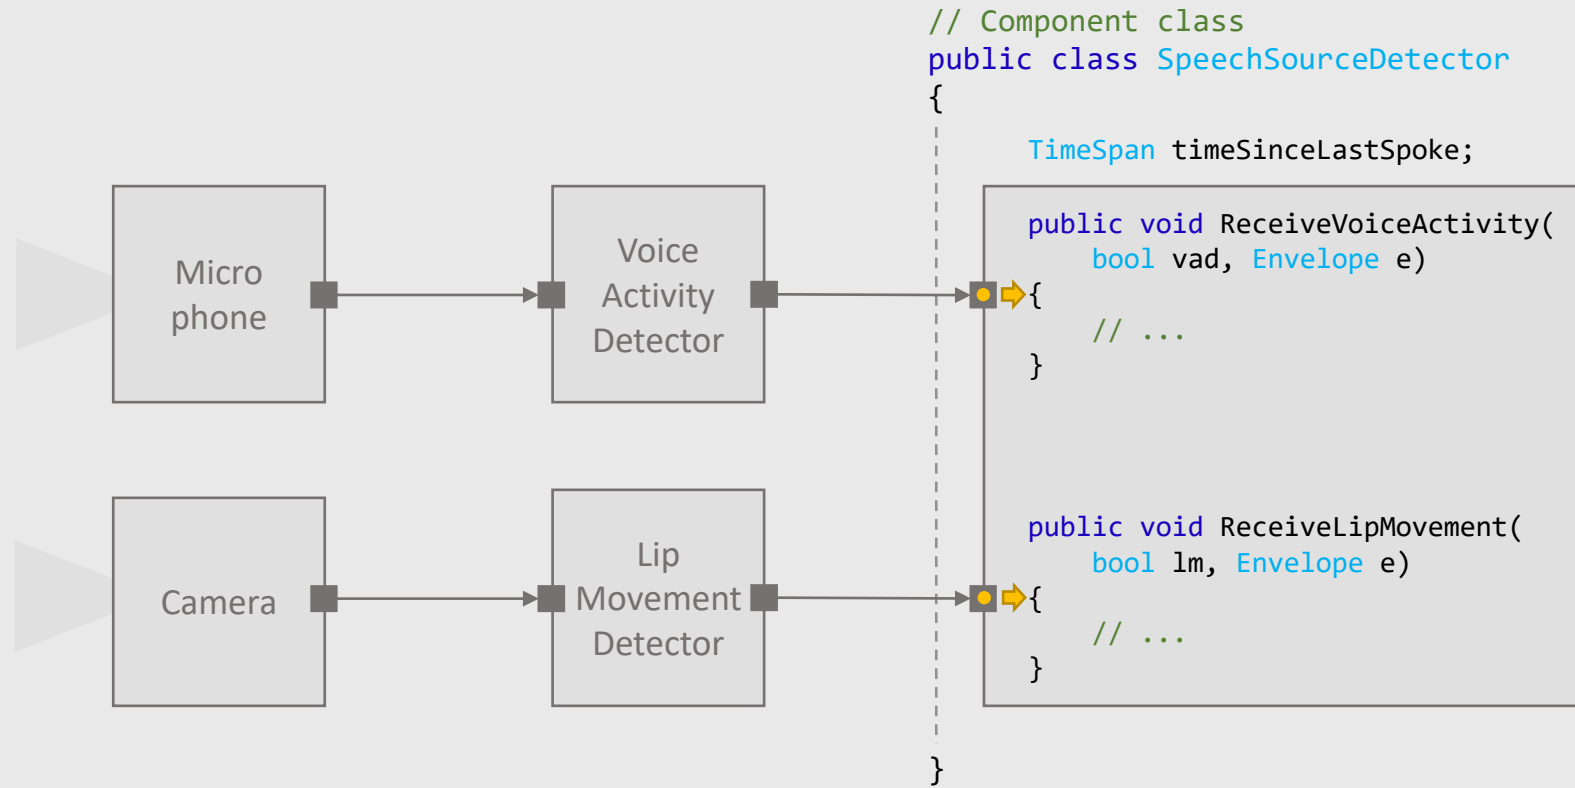 // Component class
public class SpeechSourceDetector
{
TimeSpan timeSinceLastSpoke;
Micro
phone
Voice
Activity
Detector
public void ReceiveVoiceActivity(
bool vad, Envelope e)
{
// ...
}
Camera
Lip
Movement
Detector
public void ReceiveLipMovement(
bool lm, Envelope e)
{
// ...
}
}